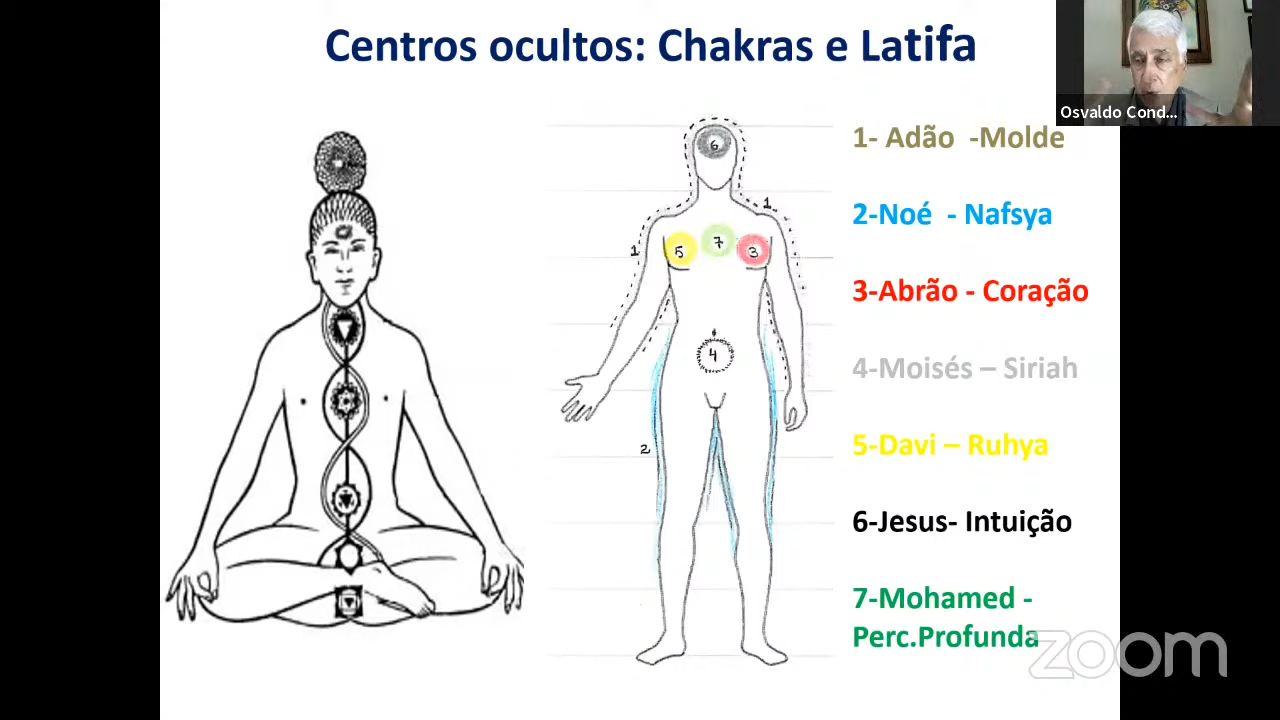 Centros ocultos: Chakras e Latifa
Osvaldo Cond...
1- Adão -Molde
2-Noé - Nafsya
3-Abrão - Coração
4-Moisés – Siriah
5-Davi – Ruhya
6-Jesus- Intuição
7-Mohamed -
Perc.Profunda
6
1
5
7
3
1
4
2
zoom